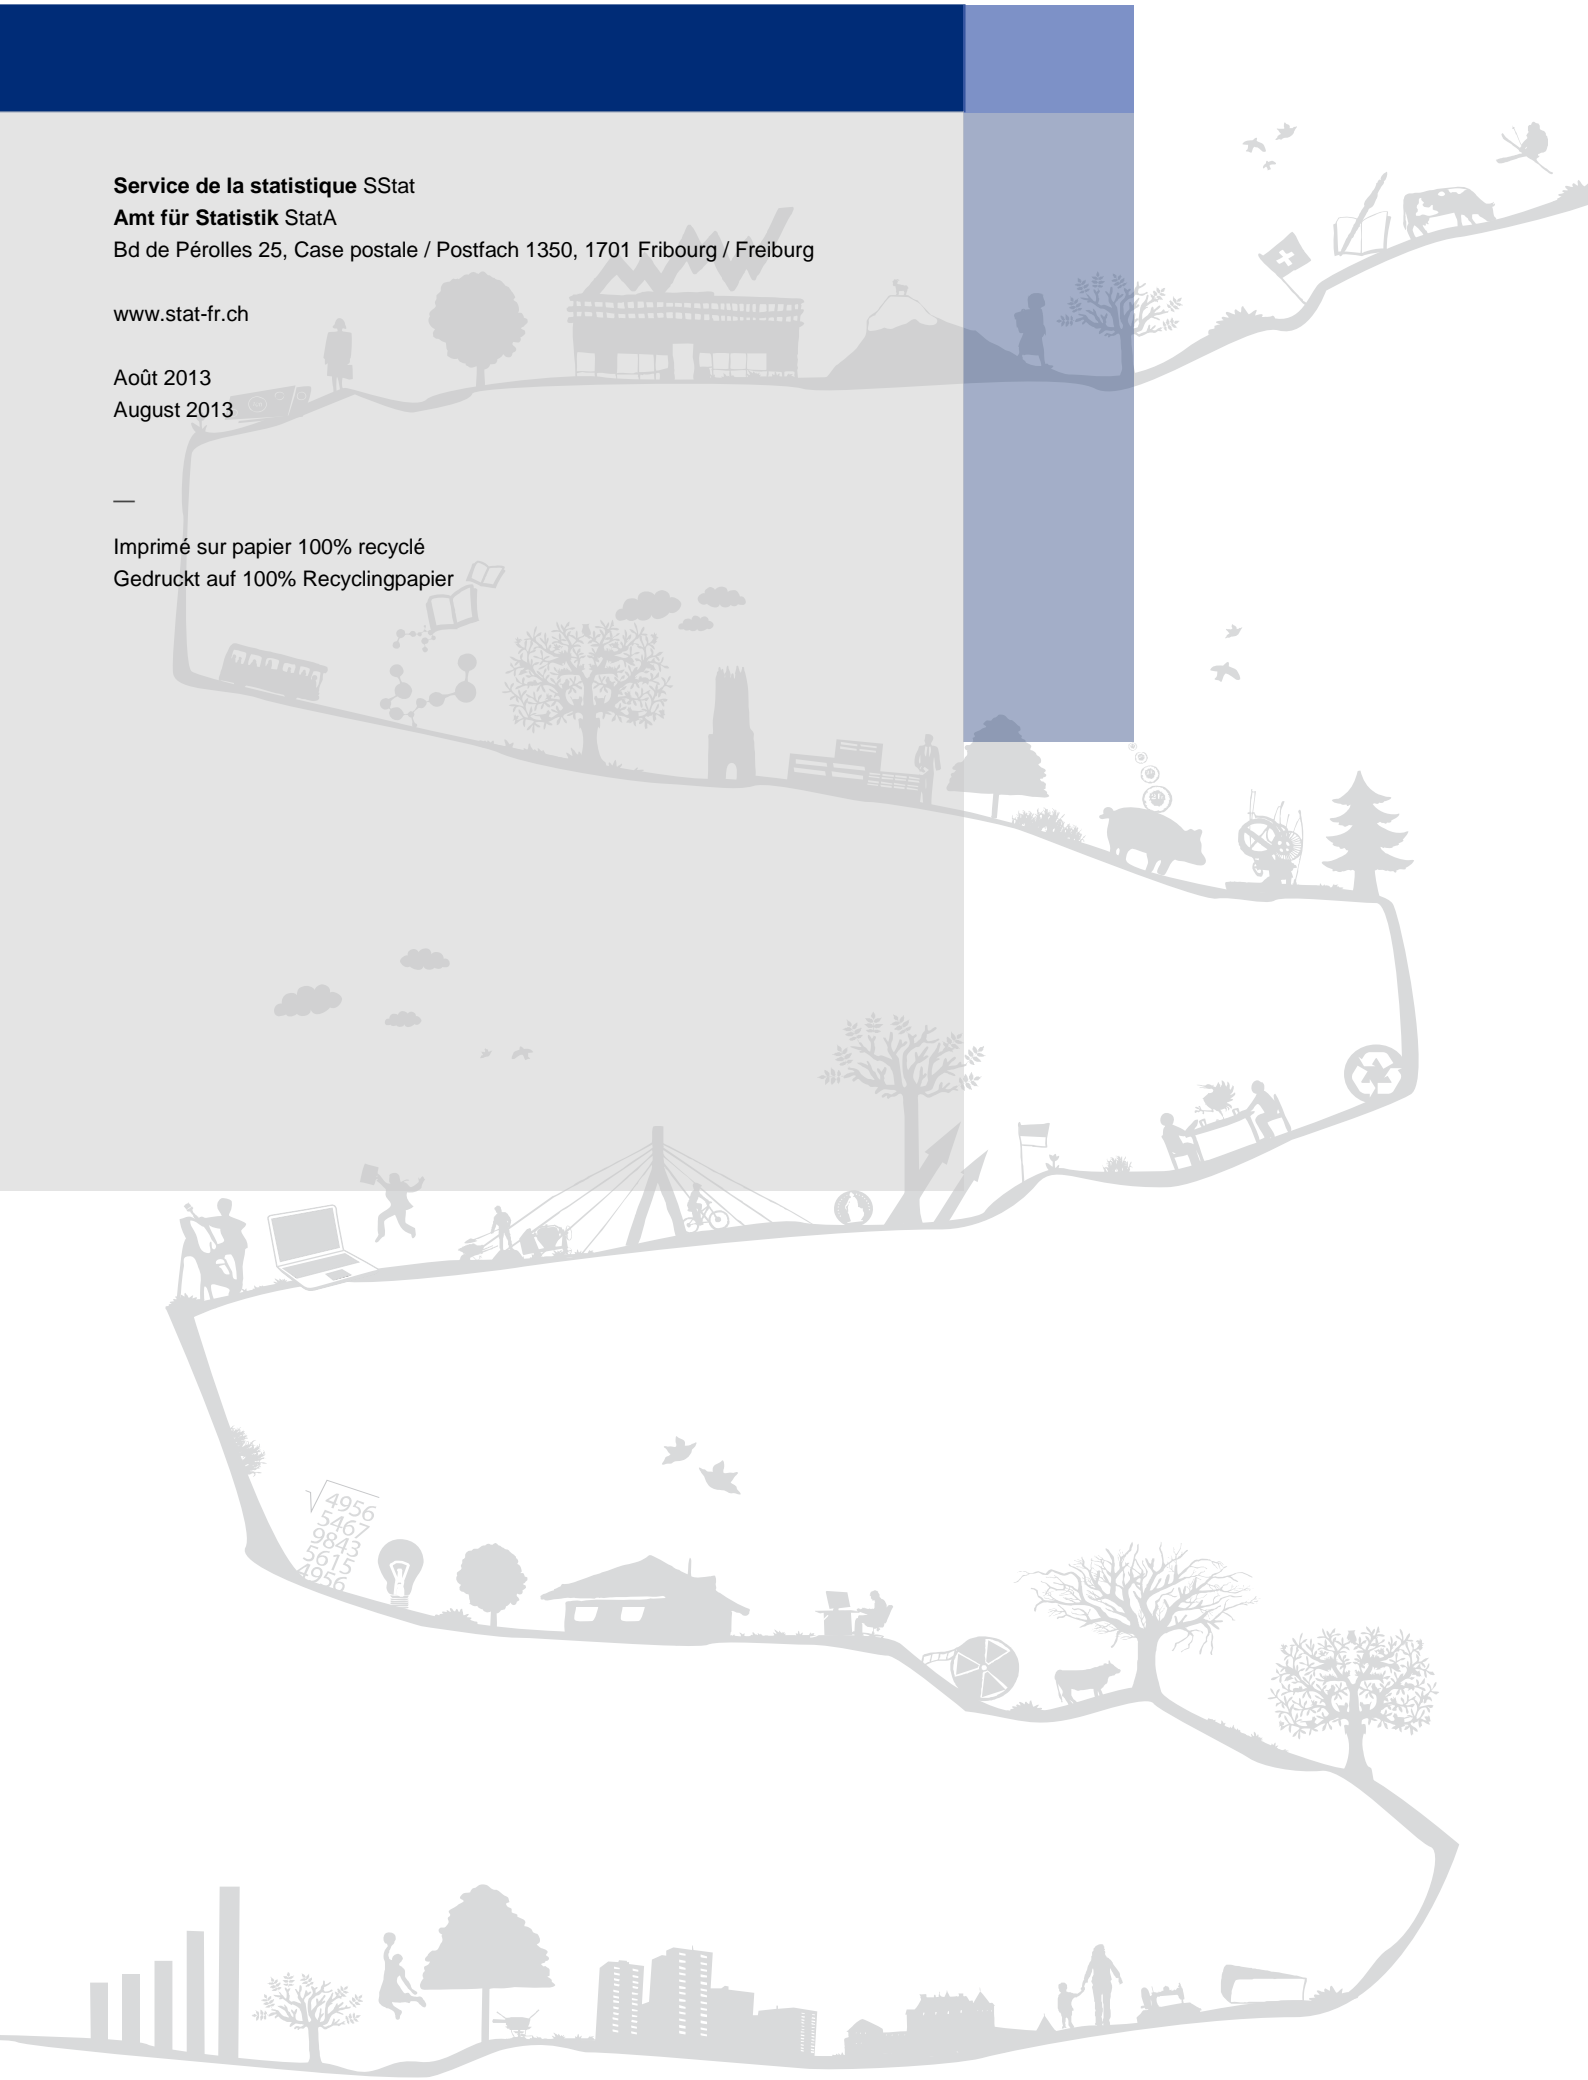 Service de la statistique SStat
Amt für Statistik StatA
Bd de Pérolles 25, Case postale / Postfach 1350, 1701 Fribourg / Freiburg
www.stat-fr.ch
Août 2013
August 2013
—
Imprimé sur papier 100% recyclé
Gedruckt auf 100% Recyclingpapier
4956
5467
9843
5615
4956